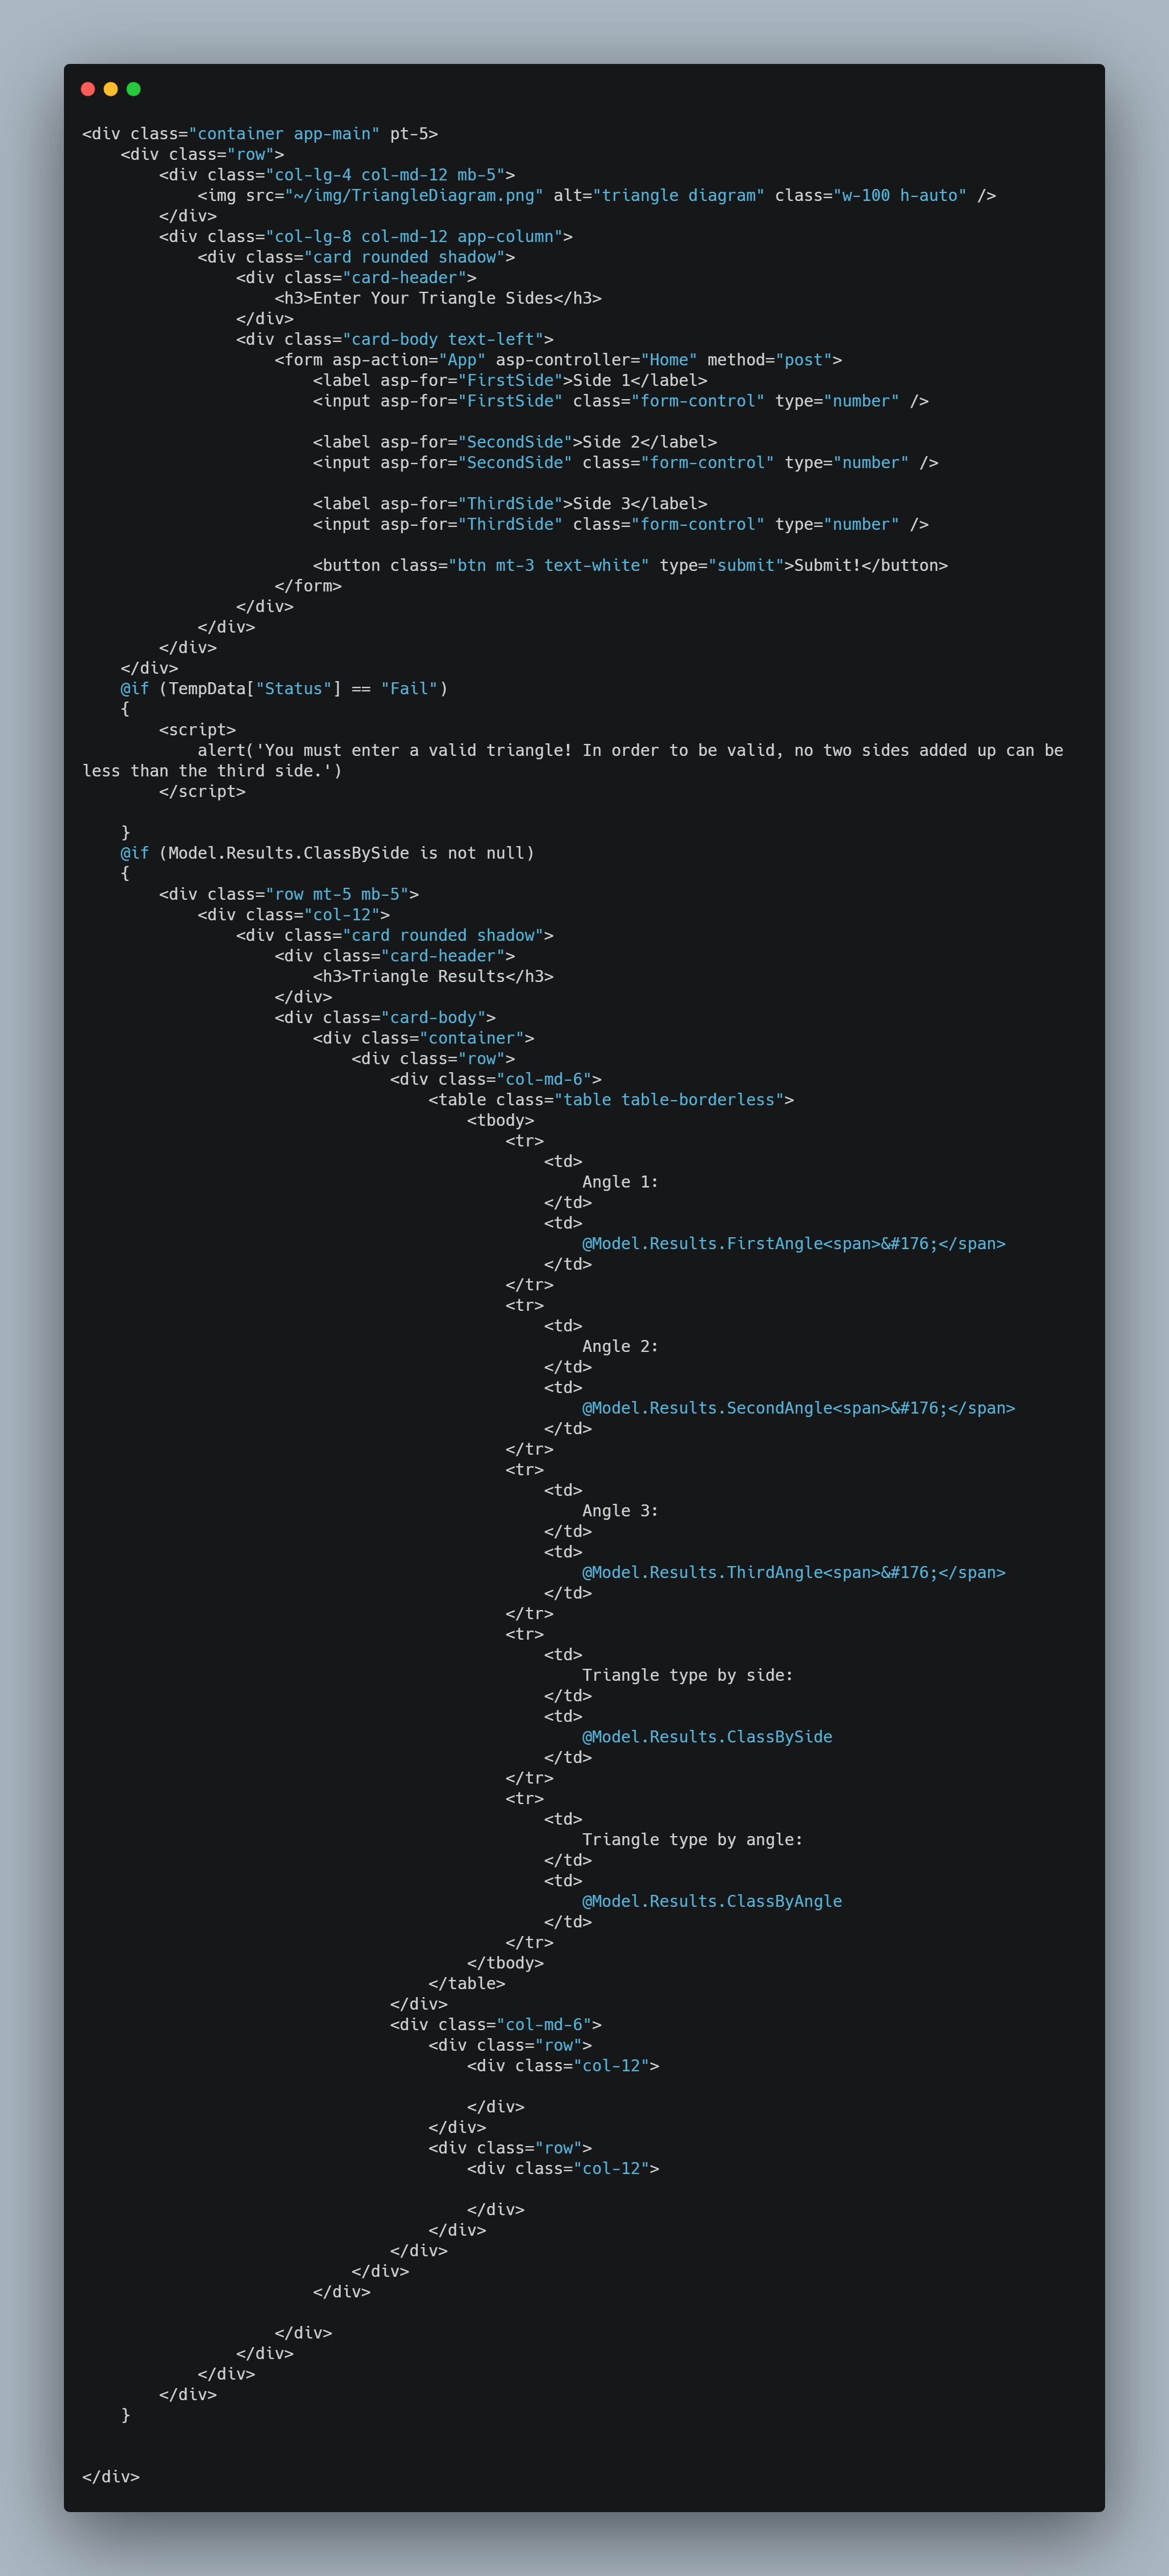 <div class="container app-main" pt-5>
    <div class="row">
        <div class="col-lg-4 col-md-12 mb-5">
            <img src="~/img/TriangleDiagram.png" alt="triangle diagram" class="w-100 h-auto" />
        </div>
        <div class="col-lg-8 col-md-12 app-column">
            <div class="card rounded shadow">
                <div class="card-header">
                    <h3>Enter Your Triangle Sides</h3>
                </div>
                <div class="card-body text-left">
                    <form asp-action="App" asp-controller="Home" method="post">
                        <label asp-for="FirstSide">Side 1</label>
                        <input asp-for="FirstSide" class="form-control" type="number" />

                        <label asp-for="SecondSide">Side 2</label>
                        <input asp-for="SecondSide" class="form-control" type="number" />

                        <label asp-for="ThirdSide">Side 3</label>
                        <input asp-for="ThirdSide" class="form-control" type="number" />

                        <button class="btn mt-3 text-white" type="submit">Submit!</button>
                    </form>
                </div>
            </div>
        </div>
    </div>
    @if (TempData["Status"] == "Fail")
    {
        <script>
            alert('You must enter a valid triangle! In order to be valid, no two sides added up can be
less than the third side.')
        </script>

    }
    @if (Model.Results.ClassBySide is not null)
    {
        <div class="row mt-5 mb-5">
            <div class="col-12">
                <div class="card rounded shadow">
                    <div class="card-header">
                        <h3>Triangle Results</h3>
                    </div>
                    <div class="card-body">
                        <div class="container">
                            <div class="row">
                                <div class="col-md-6">
                                    <table class="table table-borderless">
                                        <tbody>
                                            <tr>
                                                <td>
                                                    Angle 1:
                                                </td>
                                                <td>
                                                    @Model.Results.FirstAngle<span>&#176;</span>
                                                </td>
                                            </tr>
                                            <tr>
                                                <td>
                                                    Angle 2:
                                                </td>
                                                <td>
                                                    @Model.Results.SecondAngle<span>&#176;</span>
                                                </td>
                                            </tr>
                                            <tr>
                                                <td>
                                                    Angle 3:
                                                </td>
                                                <td>
                                                    @Model.Results.ThirdAngle<span>&#176;</span>
                                                </td>
                                            </tr>
                                            <tr>
                                                <td>
                                                    Triangle type by side:
                                                </td>
                                                <td>
                                                    @Model.Results.ClassBySide
                                                </td>
                                            </tr>
                                            <tr>
                                                <td>
                                                    Triangle type by angle:
                                                </td>
                                                <td>
                                                    @Model.Results.ClassByAngle
                                                </td>
                                            </tr>
                                        </tbody>
                                    </table>
                                </div>
                                <div class="col-md-6">
                                    <div class="row">
                                        <div class="col-12">

                                        </div>
                                    </div>
                                    <div class="row">
                                        <div class="col-12">

                                        </div>
                                    </div>
                                </div>
                            </div>
                        </div>

                    </div>
                </div>
            </div>
        </div>
    }


</div>